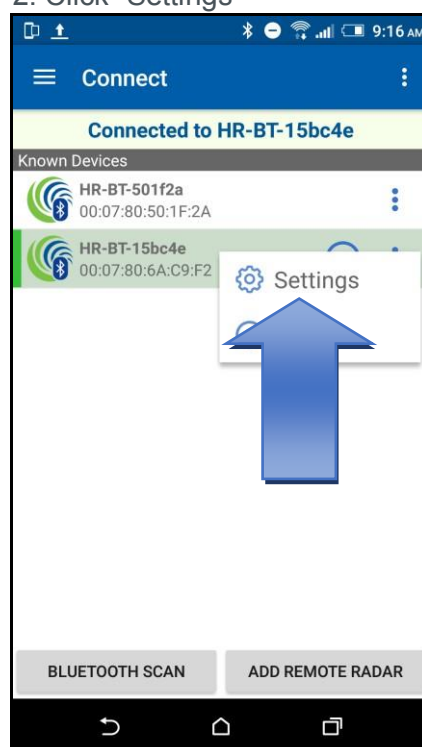 2. Click "Settings"
9:16 AM
Connect
Connected to HR-BT-15bc4e
Known Devices
HR-BT-501f2a
00:07:80:50:1F:2A
HR-BT-15bc4e
00:07:80:6A:C9:F2
Settings
BLUETOOTH SCAN
ADD REMOTE RADAR